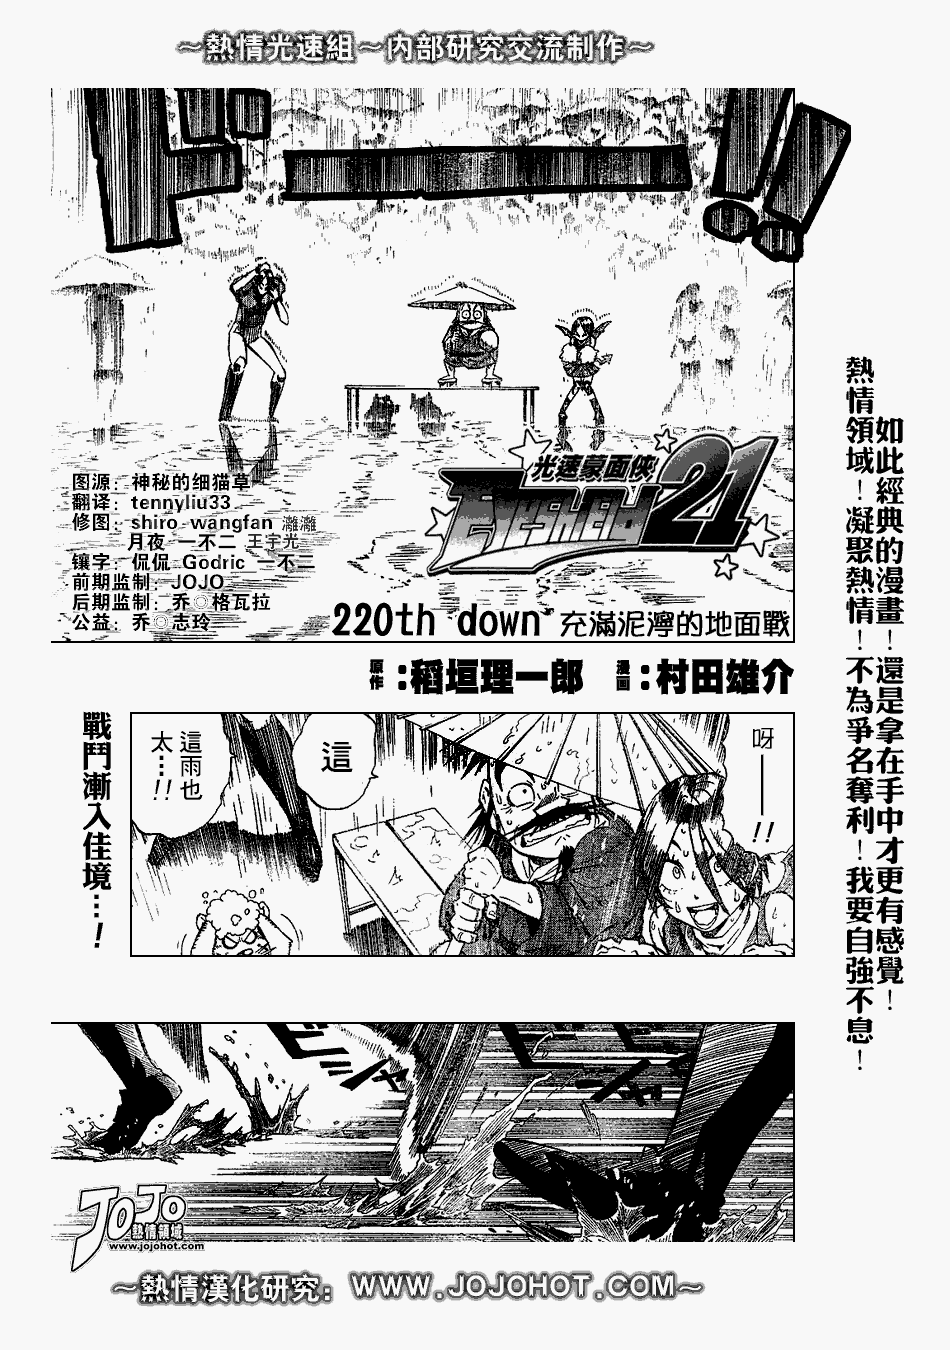 ～熱情光速組～内部研究交流制作～
ドーーー!!
光速蒙面俠
EYESHIELD 21
图源：神秘的细猫草
翻译：tennyliu33
修图：shiro wangfan 灕灕
月夜 一不二 王宇光
镶字：侃侃 Godric 一不二
前期监制：JOJO
后期监制：乔◎格瓦拉
公益：乔◎志玲
220th down 充滿泥濘的地面戰
原作：稻垣理一郎 漫画：村田雄介
如此經典的漫畫！還是拿在手中才更有感覺！
熱情領域！凝聚熱情！不為爭名奪利！我要自強不息！
戰鬥漸入佳境…！
呀——!!
這
這雨也
太…!!
JOJO
熱情領域
www.jojohot.com
～熱情漢化研究：WWW.JOJOHOT.COM～